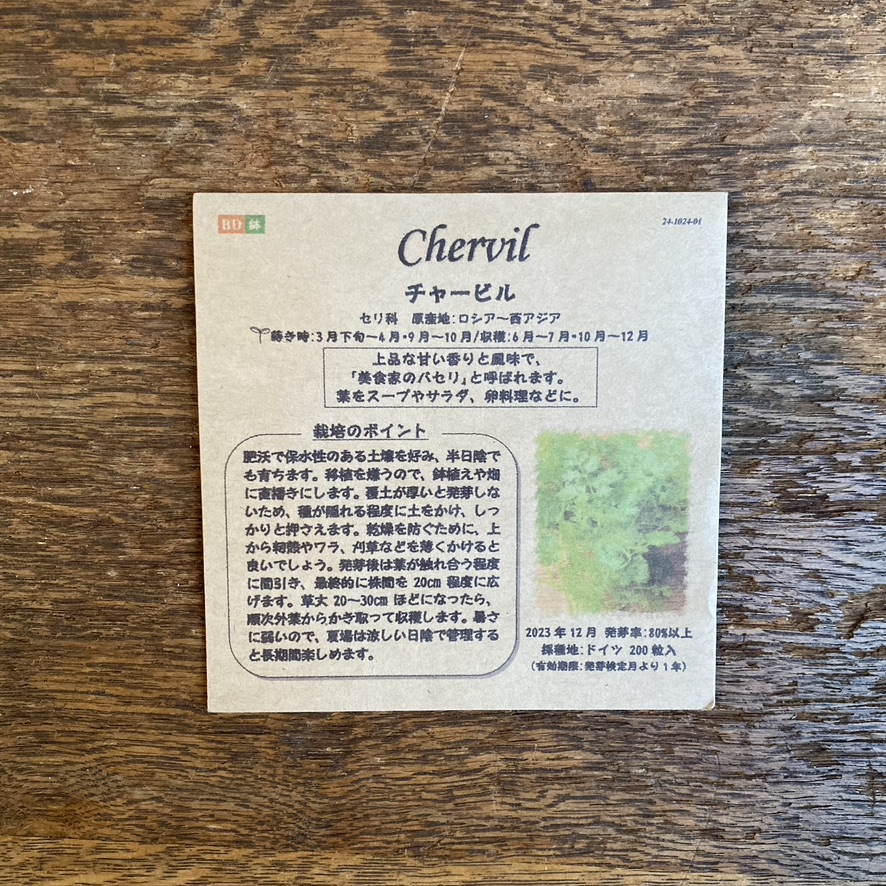 BD 鉢
24-1024-01
Chervil
チャービル
セリ科 原産地:ロシア〜西アジア
蒔き時:3月下旬〜4月・9月〜10月/収穫:6月〜7月・10月〜12月
上品な甘い香りと風味で、
「美食家のパセリ」と呼ばれます。
葉をスープやサラダ、卵料理などに。
栽培のポイント
肥沃で保水性のある土壌を好み、半日陰で
も育ちます。移植を嫌うので、鉢植えや畑
に直播きにします。覆土が厚いと発芽しな
いため、種が隠れる程度に土をかけ、しっ
かりと押さえます。乾燥を防ぐために、上
から籾殻やワラ、刈草などを薄くかけると
良いでしょう。発芽後は葉が触れ合う程度
に間引き、最終的に株間を 20cm 程度に広
げます。草丈 20〜30cm ほどになったら、
順次外葉からかき取って収穫します。暑さ
に弱いので、夏場は涼しい日陰で管理する
と長期間楽しめます。
2023年12月 発芽率:80%以上
採種地:ドイツ 200粒入
(有効期限:発芽検定月より1年)